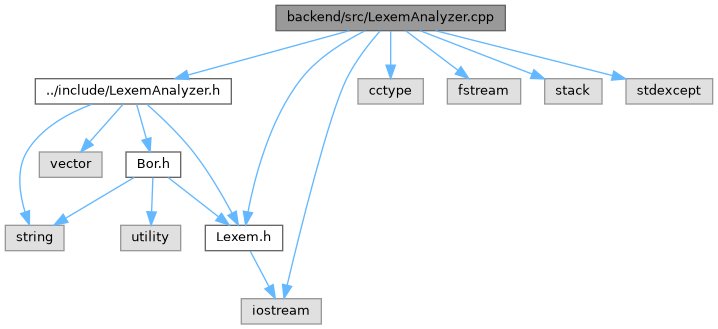 backend/src/LexemAnalyzer.cpp
../include/LexemAnalyzer.h
cctype
fstream
stack
stdexcept
vector
Bor.h
string
utility
Lexem.h
iostream